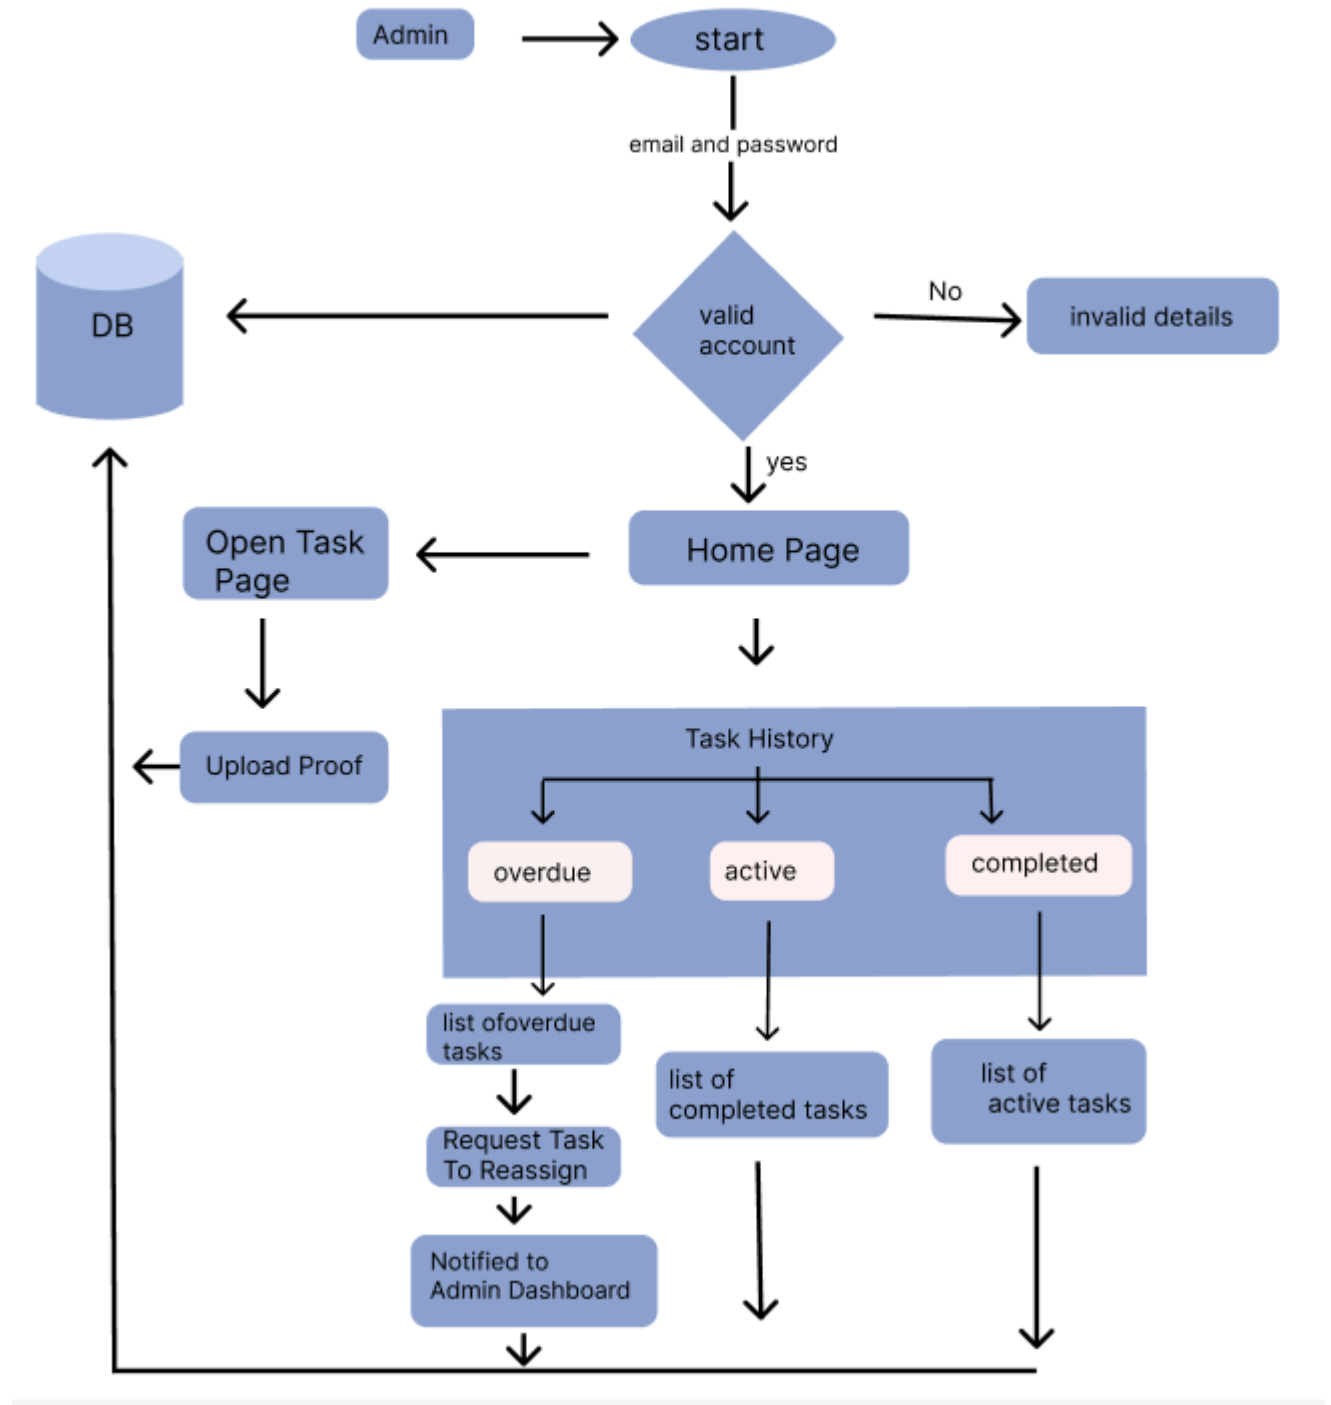 Admin
start
email and password
DB
valid
account
No
invalid details
yes
Open Task
Page
Home Page
Upload Proof
Task History
overdue
active
completed
list ofoverdue
tasks
list of
completed tasks
list of
active tasks
Request Task
To Reassign
Notified to
Admin Dashboard